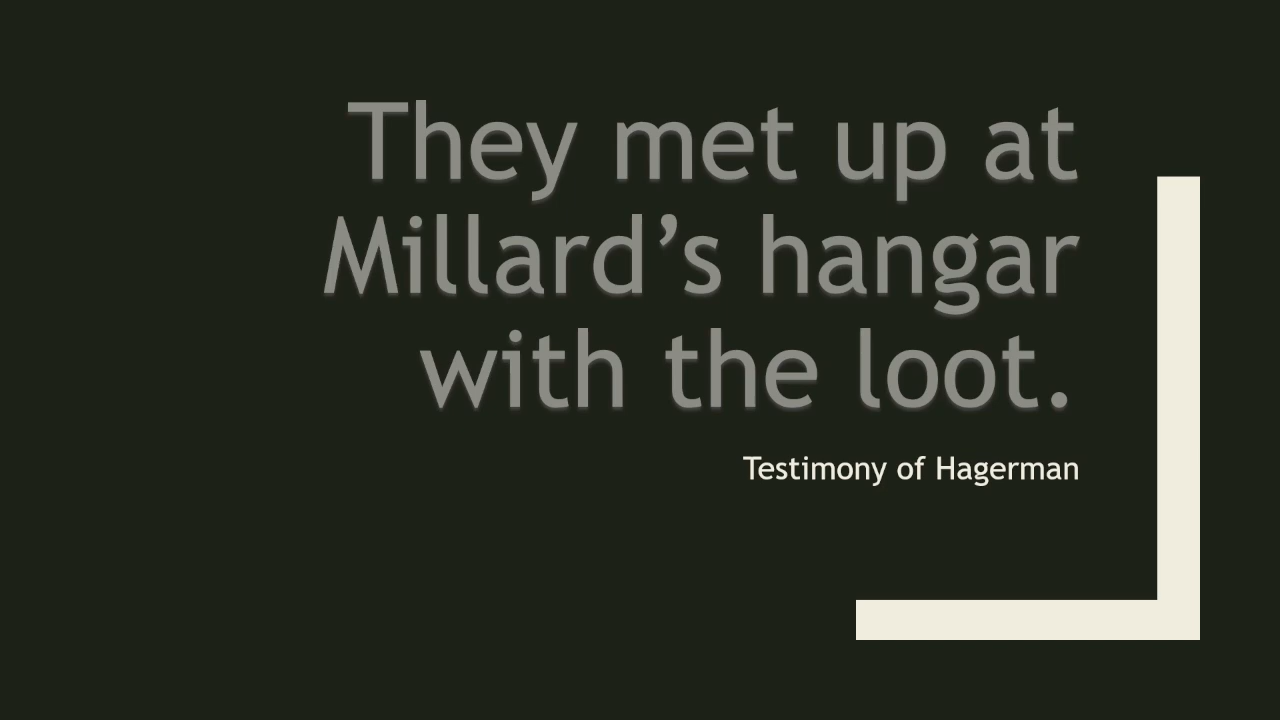 They met up at
Millard’s hangar
with the loot.
Testimony of Hagerman